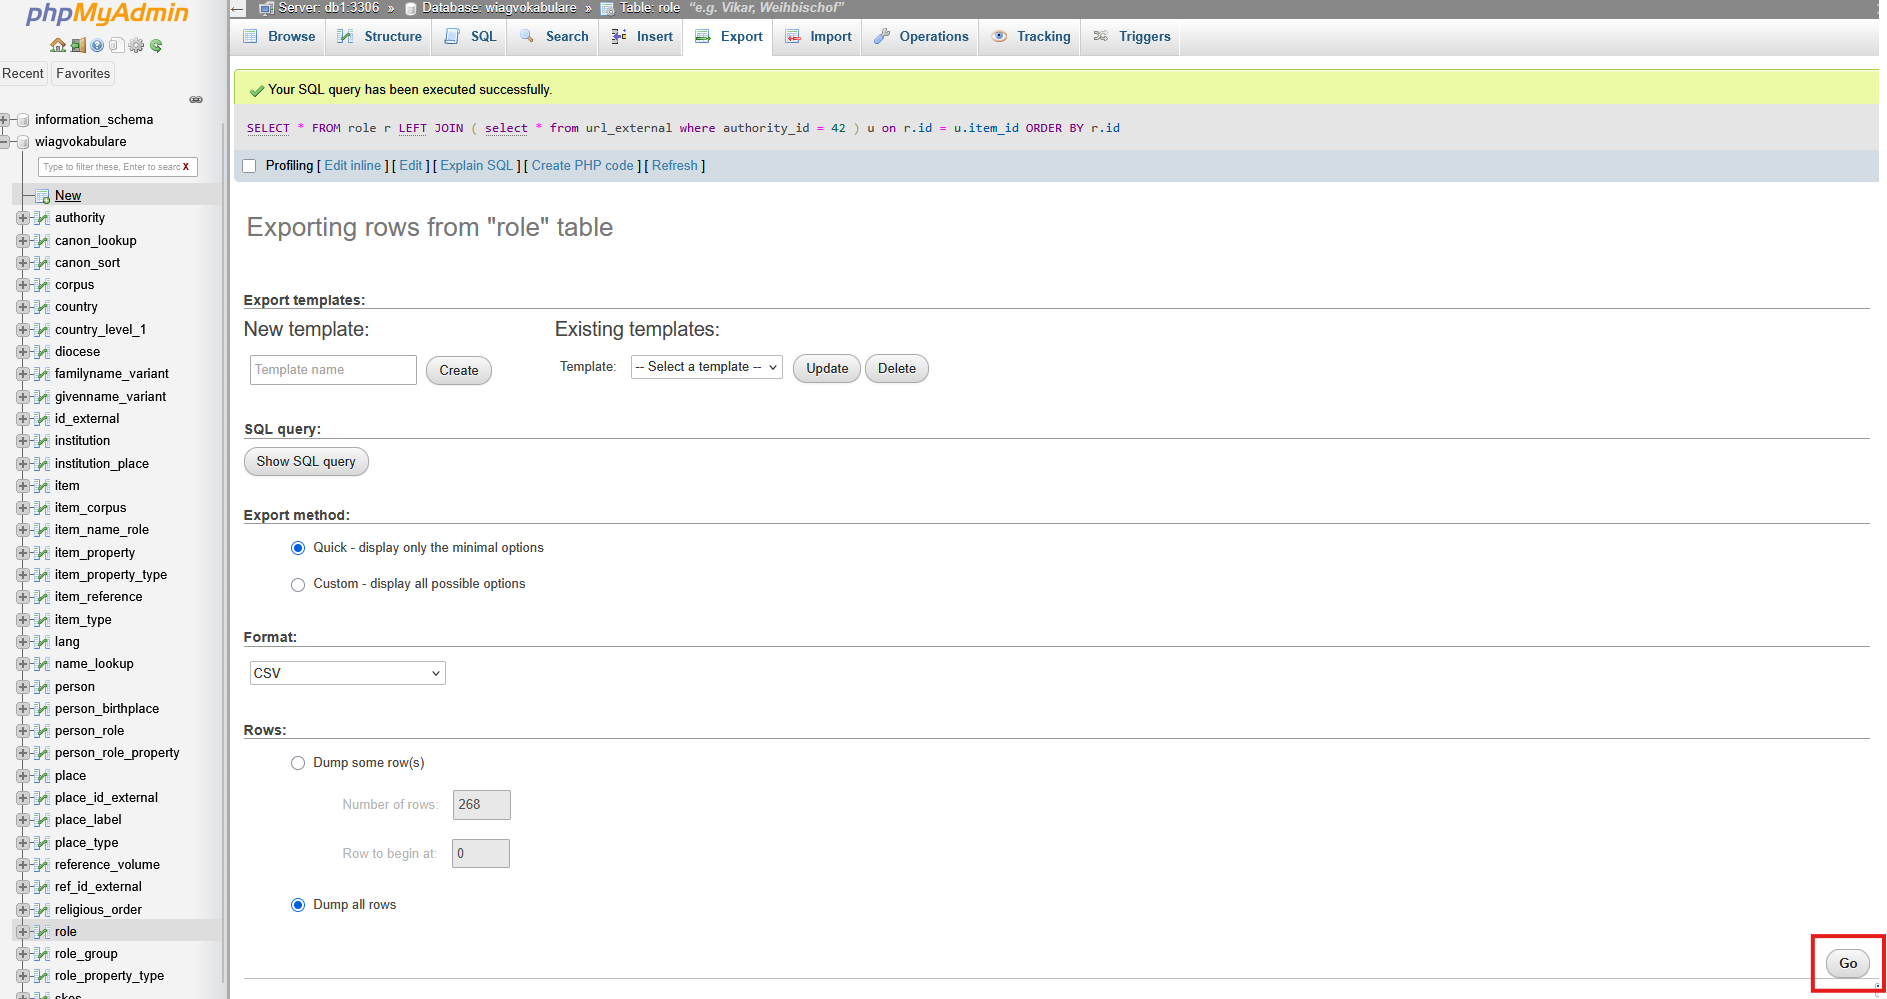 phpMyAdmin
Server: db1:3306 » Database: wiagvokabulare » Table: role "e.g. Vikar, Weihbischof"
Browse Structure SQL Search Insert Export Import Operations Tracking Triggers
Recent Favorites
Your SQL query has been executed successfully.
SELECT * FROM role r LEFT JOIN ( select * from url_external where authority_id = 42 ) u on r.id = u.item_id ORDER BY r.id
Profiling [ Edit inline ] [ Edit ] [ Explain SQL ] [ Create PHP code ] [ Refresh ]
information_schema
wiagvokabulare
Type to filter these, Enter to searc X
New
authority
canon_lookup
canon_sort
corpus
country
country_level_1
diocese
familyname_variant
givenname_variant
id_external
institution
institution_place
item
item_corpus
item_name_role
item_property
item_property_type
item_reference
item_type
lang
name_lookup
person
person_birthplace
person_role
person_role_property
place
place_id_external
place_label
place_type
reference_volume
ref_id_external
religious_order
role
role_group
role_property_type
skos
Exporting rows from "role" table
Export templates:
New template:
Template name Create
Existing templates:
Template: -- Select a template -- Update Delete
SQL query:
Show SQL query
Export method:
Quick - display only the minimal options
Custom - display all possible options
Format:
CSV
Rows:
Dump some row(s)
Number of rows: 268
Row to begin at: 0
Dump all rows
Go